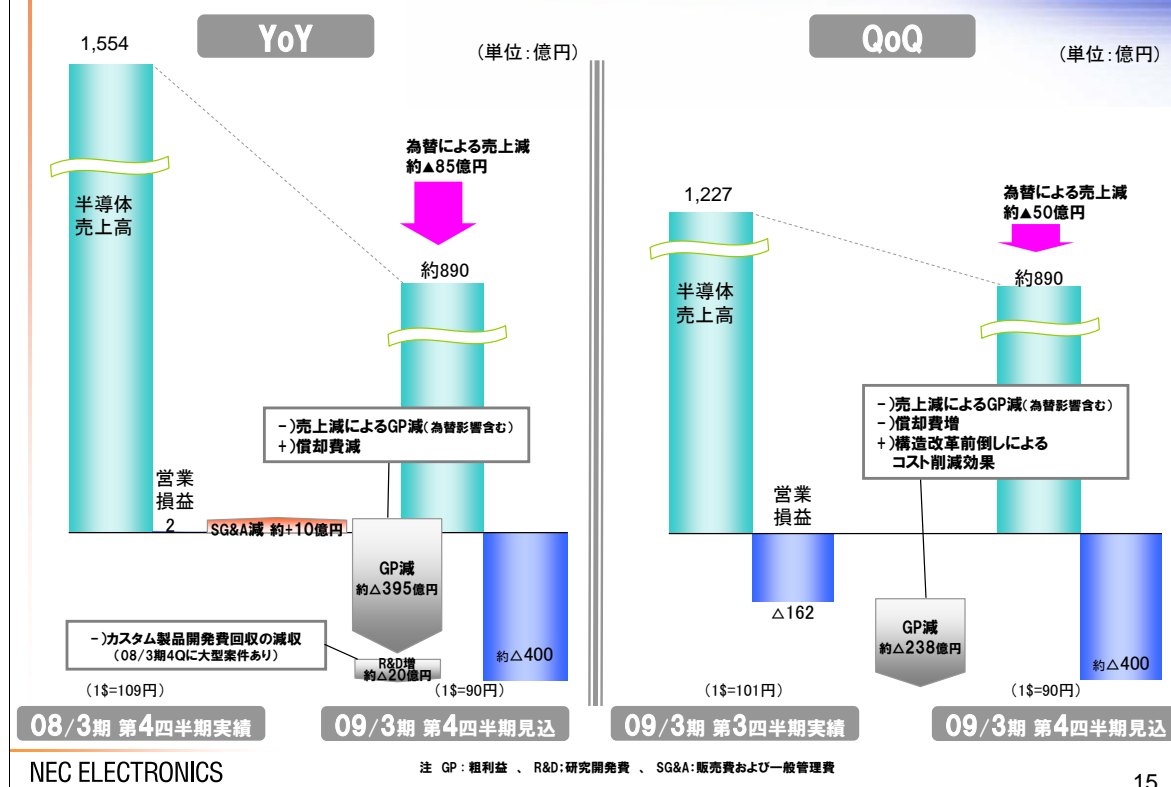 YoY
(単位:億円)
1,554
半導体
売上高
為替による売上減
約▲85億円
約890
-)売上減によるGP減(為替影響含む)
+)償却費減
営業
損益
2
SG&A減 約+10億円
GP減
約△395億円
-)カスタム製品開発費回収の減収
(08/3期4Qに大型案件あり)
R&D増
約△20億円
約△400
(1$=109円)
(1$=90円)
08/3期 第4四半期実績
09/3期 第4四半期見込
QoQ
(単位:億円)
1,227
半導体
売上高
為替による売上減
約▲50億円
約890
-)売上減によるGP減(為替影響含む)
-)償却費増
+)構造改革前倒しによる
コスト削減効果
営業
損益
△162
GP減
約△238億円
約△400
(1$=101円)
(1$=90円)
09/3期 第3四半期実績
09/3期 第4四半期見込
NEC ELECTRONICS
注 GP:粗利益 、 R&D:研究開発費 、 SG&A:販売費および一般管理費
15